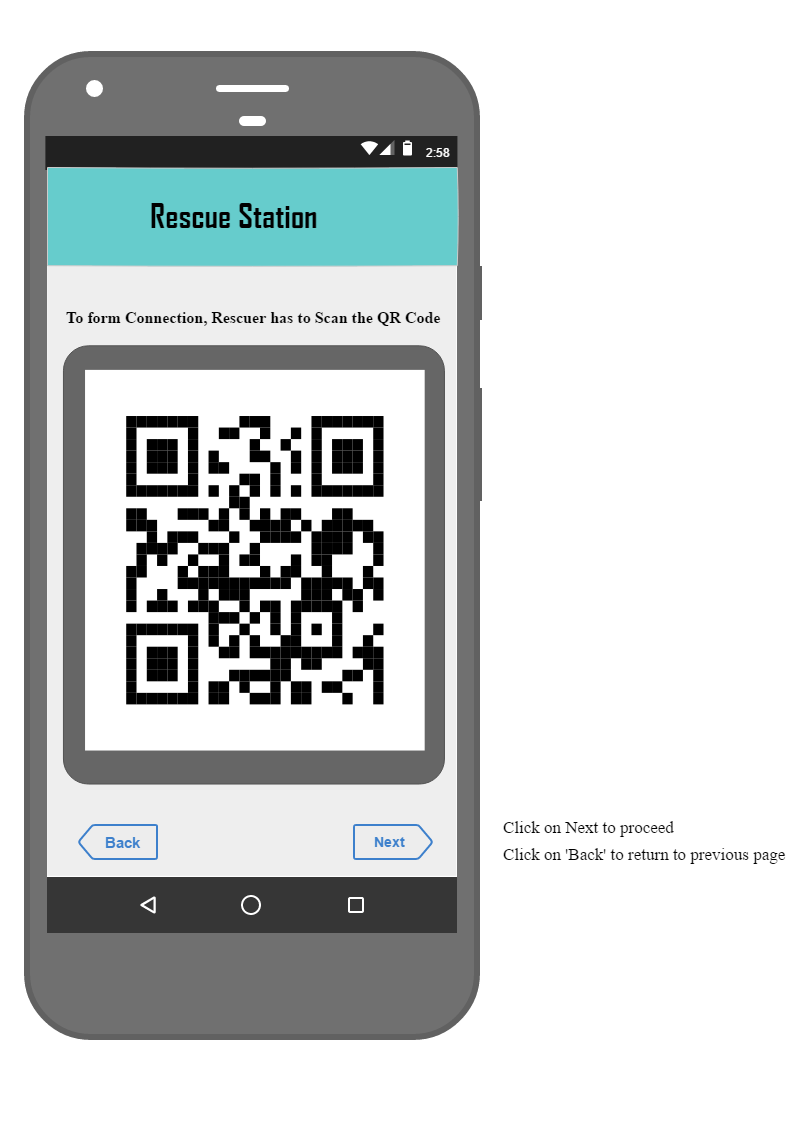 2:58
Rescue Station
To form Connection, Rescuer has to Scan the QR Code
Back
Next
Click on Next to proceed
Click on 'Back' to return to previous page